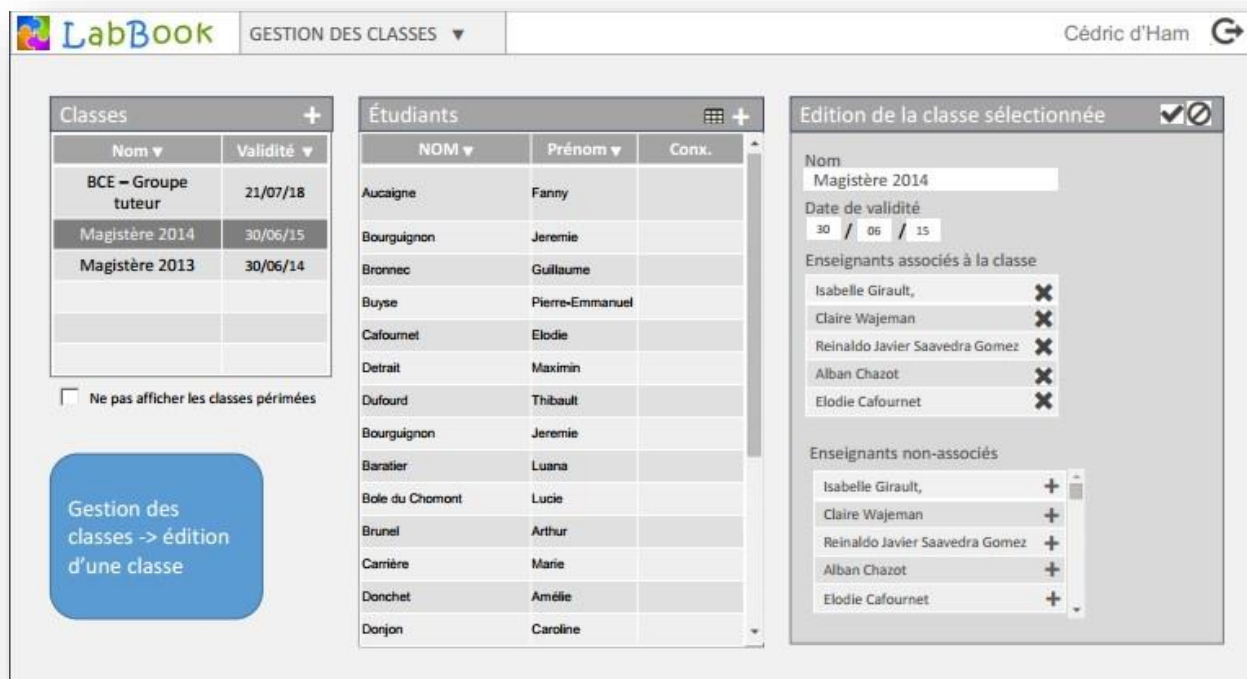 LabBook
GESTION DES CLASSES ▼
Cédric d'Ham
Classes +
Nom ▼ Validité ▼
BCE – Groupe
tuteur 21/07/18
Magistère 2014 30/06/15
Magistère 2013 30/06/14
Ne pas afficher les classes périmées
Gestion des
classes -> édition
d'une classe
Étudiants +
NOM ▼ Prénom ▼ Conx.
Aucaigne Fanny
Bourguignon Jeremie
Bronnec Guillaume
Buyse Pierre-Emmanuel
Cafournet Elodie
Detrait Maximin
Dufourd Thibault
Bourguignon Jeremie
Baratier Luana
Bole du Chomont Lucie
Brunel Arthur
Carrière Marie
Donchet Amélie
Donjon Caroline
Edition de la classe sélectionnée
Nom
Magistère 2014
Date de validité
30 / 06 / 15
Enseignants associés à la classe
Isabelle Girault,
Claire Wajeman
Reinaldo Javier Saavedra Gomez
Alban Chazot
Elodie Cafournet
Enseignants non-associés
Isabelle Girault, +
Claire Wajeman +
Reinaldo Javier Saavedra Gomez +
Alban Chazot +
Elodie Cafournet +